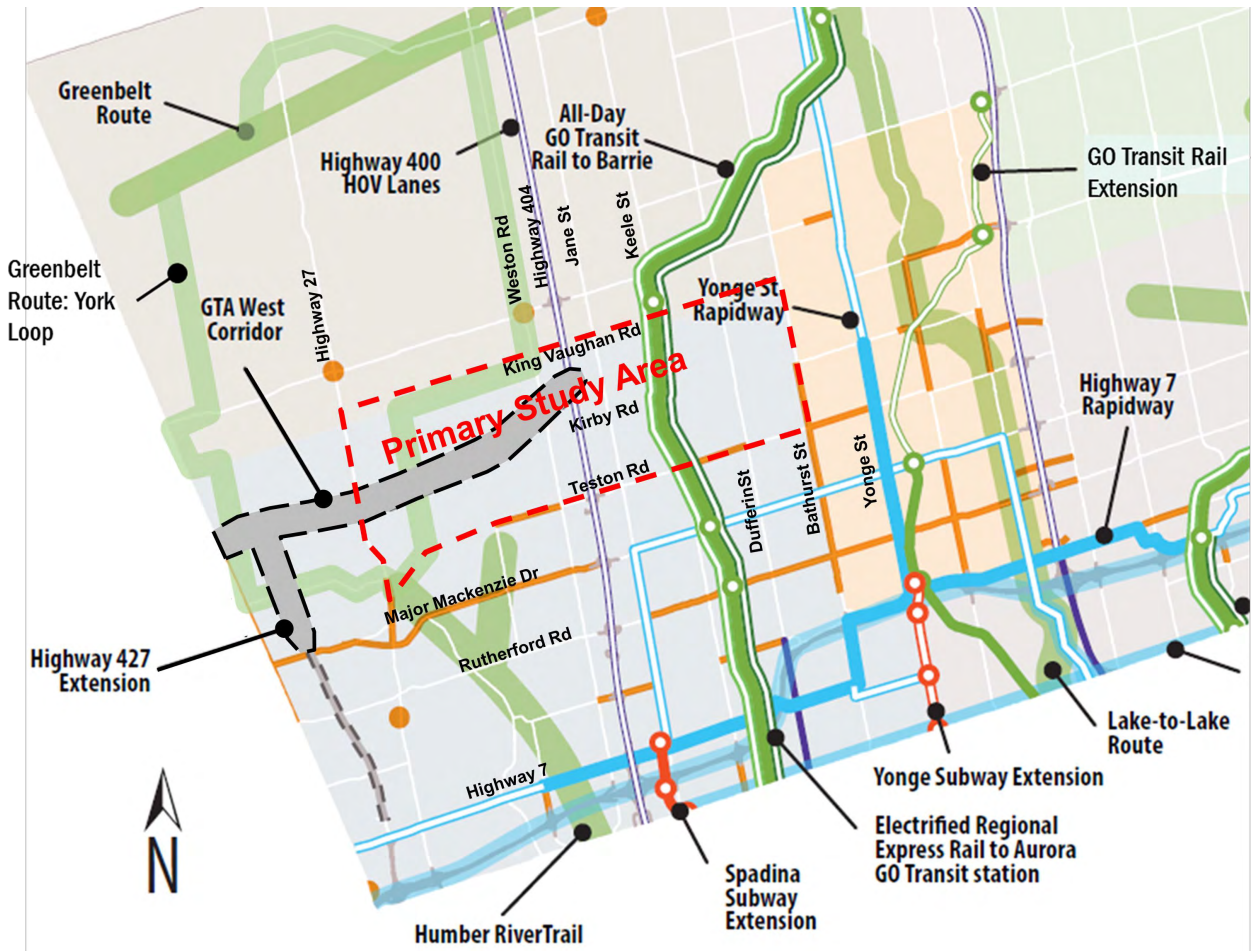 Greenbelt
Route
Highway 400
HOV Lanes
All-Day
GO Transit
Rail to Barrie
GO Transit Rail
Extension
Greenbelt
Route: York
Loop
GTA West
Corridor
Highway 27
Weston Rd
Highway 404
Jane St
Keele St
Yonge St
Rapidway
King Vaughan Rd
Primary Study Area
Kirby Rd
Teston Rd
Dufferin St
Bathurst St
Yonge St
Highway 7
Rapidway
Major Mackenzie Dr
Rutherford Rd
Highway 427
Extension
Highway 7
Lake-to-Lake
Route
Yonge Subway Extension
Electrified Regional
Express Rail to Aurora
GO Transit station
Spadina
Subway
Extension
Humber RiverTrail
N